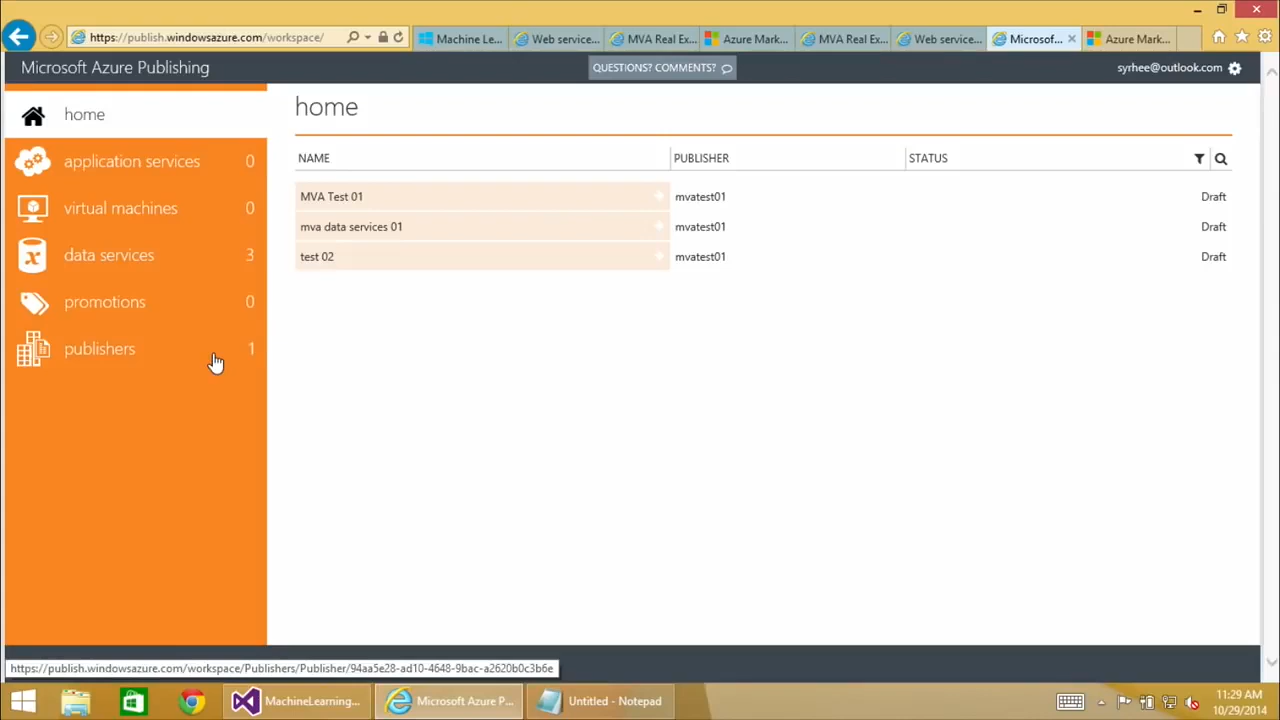 https://publish.windowsazure.com/workspace/
Machine Le...
Web service...
MVA Real Ex...
Azure Mark...
MVA Real Ex...
Web service...
Microsof...
Azure Mark...
Microsoft Azure Publishing
QUESTIONS? COMMENTS?
syrhee@outlook.com
home
application services 0
virtual machines 0
data services 3
promotions 0
publishers 1
home
NAME PUBLISHER STATUS
MVA Test 01 mvatest01 Draft
mva data services 01 mvatest01 Draft
test 02 mvatest01 Draft
https://publish.windowsazure.com/workspace/Publishers/Publisher/94aa5e28-ad10-4648-9bac-a2620b0c3b6e
MachineLearning...
Microsoft Azure P...
Untitled - Notepad
11:29 AM
10/29/2014